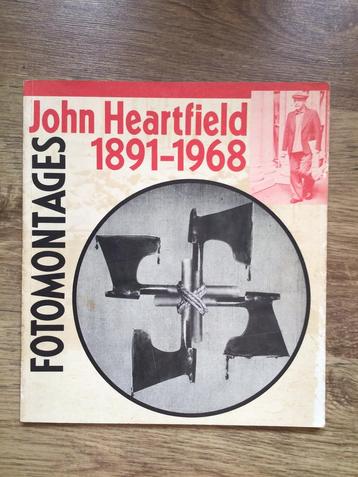 John Heartfield
1891-1968
FOTOMONTAGES